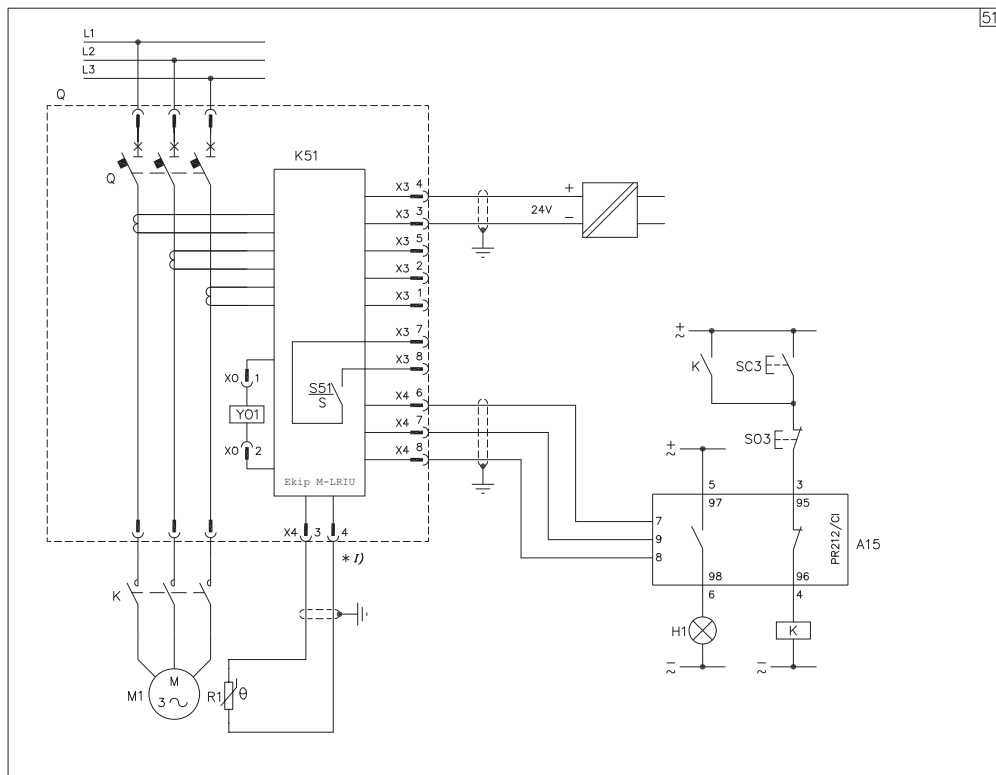 51
L1
L2
L3
Q
Q
K51
X3 4
X3 3
X3 5
X3 2
X3 1
X3 7
X3 8
X4 6
X4 7
X4 8
+
24V
−
S51
S
X0 1
Y01
X0 2
Ekip M-LRIU
X4 3 4
* I)
K
M1
M
3 ~
R1
θ
+
~
K
SC3
SO3
+
~
5
3
97
95
7
9
8
PR212/CI
A15
98
96
6
4
H1
K
−
~
−
~